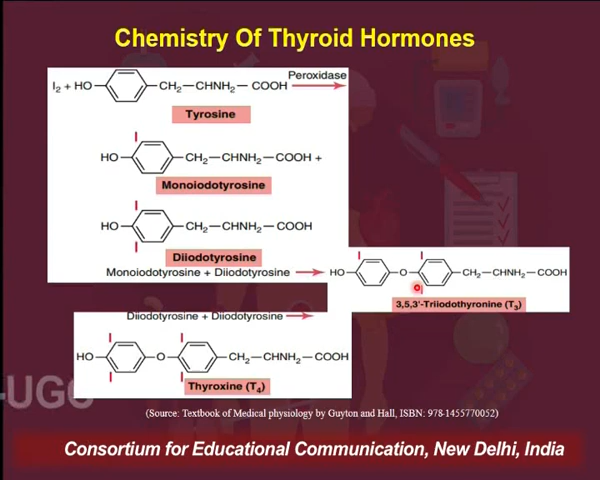 Chemistry Of Thyroid Hormones
I₂ + HO CH₂—CHNH₂—COOH Peroxidase
Tyrosine
I
HO CH₂—CHNH₂—COOH +
Monoiodotyrosine
I
HO CH₂—CHNH₂—COOH
I
Diiodotyrosine
Monoiodotyrosine + Diiodotyrosine
I I
HO O CH₂—CHNH₂—COOH
I
3,5,3'-Triiodothyronine (T₃)
Diiodotyrosine + Diiodotyrosine
I I
HO O CH₂—CHNH₂—COOH
I I
Thyroxine (T₄)
-UGC
(Source: Textbook of Medical physiology by Guyton and Hall, ISBN: 978-1455770052)
Consortium for Educational Communication, New Delhi, India